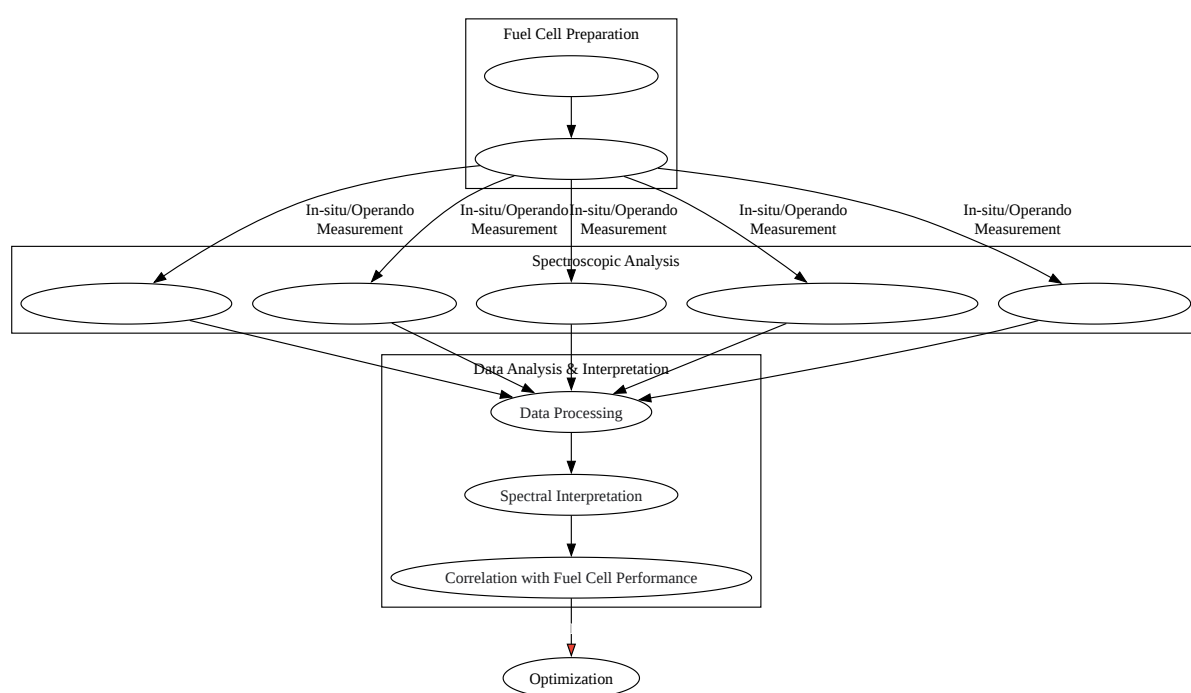 Fuel Cell Preparation
In-situ/Operando
Measurement
In-situ/Operando
Measurement
In-situ/Operando
Measurement
In-situ/Operando
Measurement
In-situ/Operando
Measurement
Spectroscopic Analysis
Data Analysis & Interpretation
Data Processing
Spectral Interpretation
Correlation with Fuel Cell Performance
Optimization